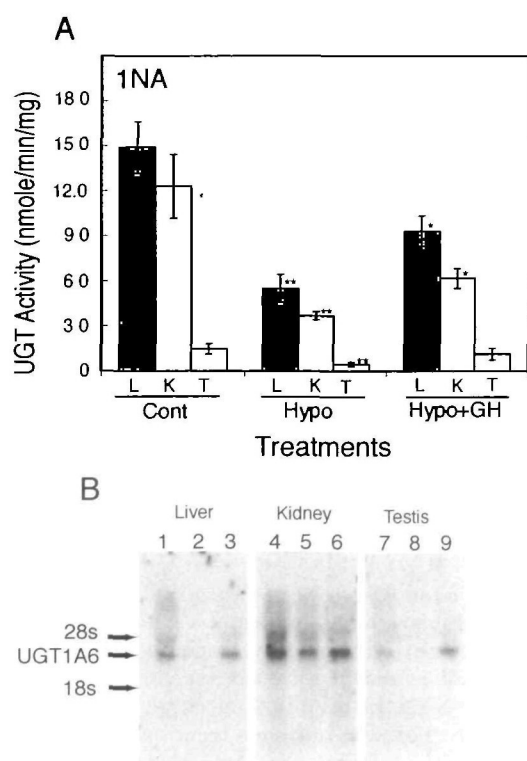 A
1NA
UGT Activity (nmole/min/mg)
18 0
15 0
12.0
9 0
6 0
3 0
0
** ** **
* *
L K T L K T L K T
Cont Hypo Hypo+GH
Treatments
B
Liver Kidney Testis
1 2 3 4 5 6 7 8 9
28s
UGT1A6
18s